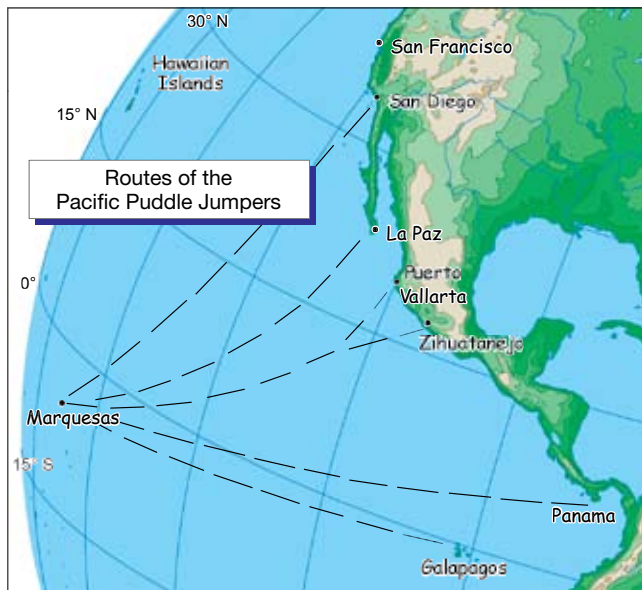 30° N
San Francisco
Hawaiian
Islands
San Diego
15° N
Routes of the
Pacific Puddle Jumpers
La Paz
0°
Puerto
Vallarta
Zihuatanejo
Marquesas
15° S
Panama
Galapagos